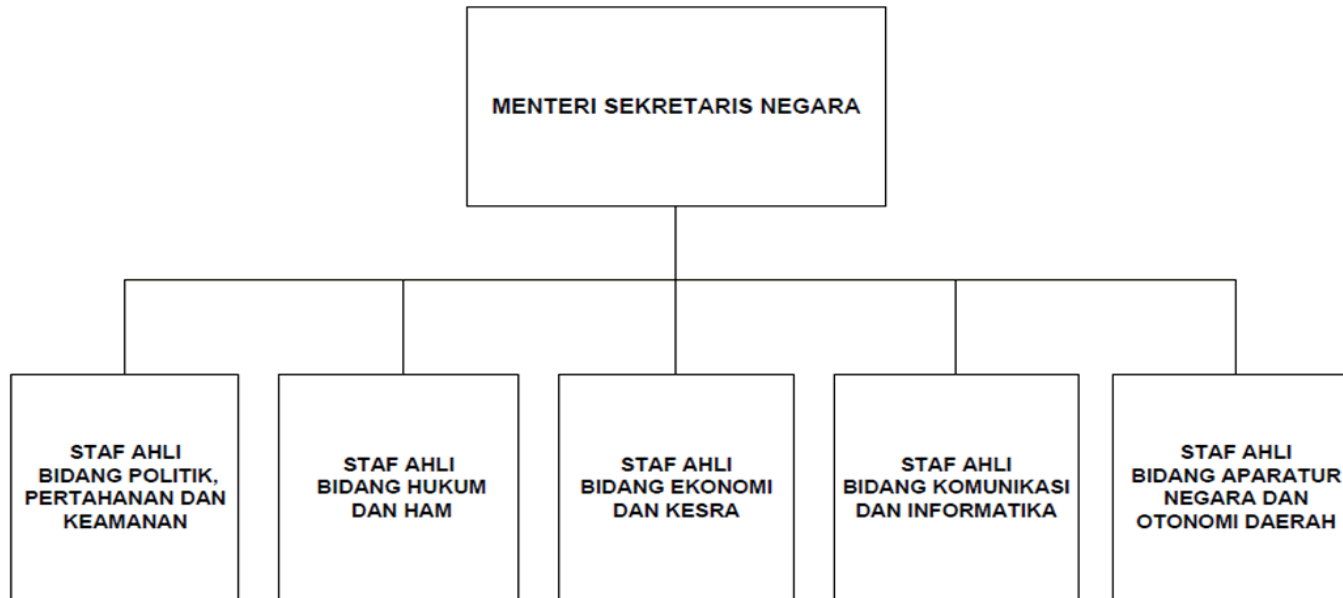 MENTERI SEKRETARIS NEGARA
STAF AHLI
BIDANG POLITIK,
PERTAHANAN DAN
KEAMANAN
STAF AHLI
BIDANG HUKUM
DAN HAM
STAF AHLI
BIDANG EKONOMI
DAN KESRA
STAF AHLI
BIDANG KOMUNIKASI
DAN INFORMATIKA
STAF AHLI
BIDANG APARATUR
NEGARA DAN
OTONOMI DAERAH